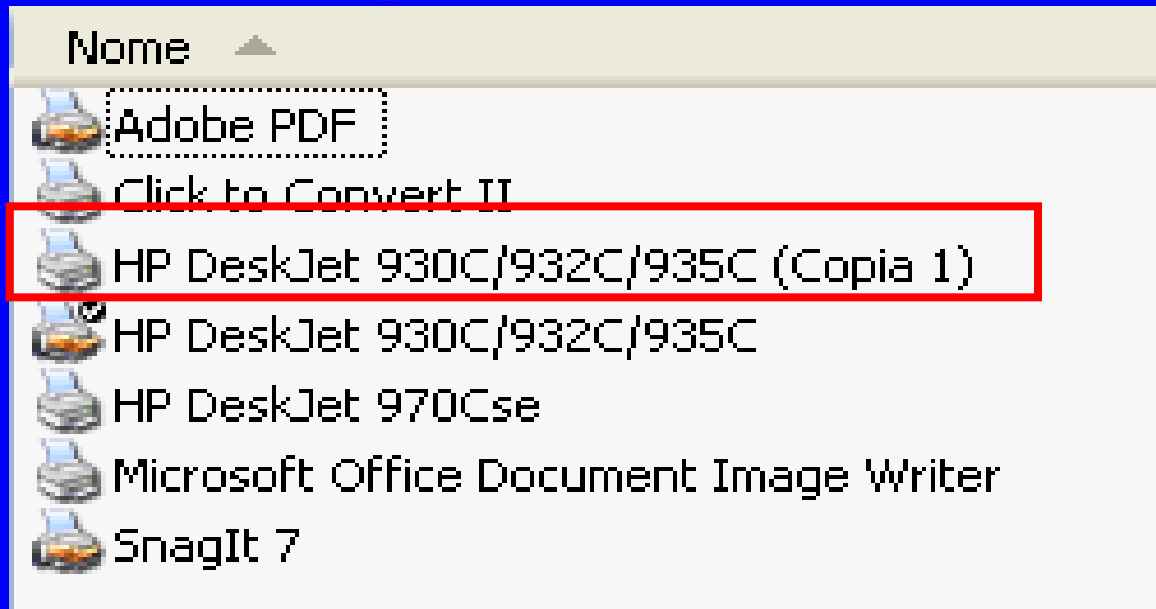 Nome
Adobe PDF
Click to Convert II
HP DeskJet 930C/932C/935C (Copia 1)
HP DeskJet 930C/932C/935C
HP DeskJet 970Cse
Microsoft Office Document Image Writer
SnagIt 7